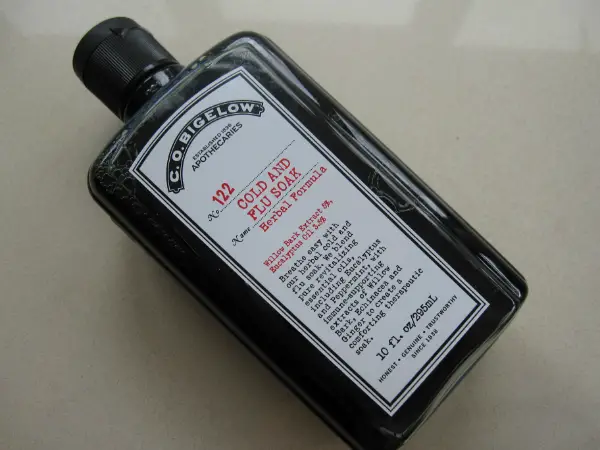 C.O. BIGELOW
ESTABLISHED 1838
APOTHECARIES
No. 122
Name COLD AND
FLU SOAK
Herbal Formula
Willow Bark Extract 6%,
Eucalyptus Oil 3.5%
Breathe easy with
our herbal cold and
flu soak. We blend
pure revitalizing
essential oils
including Eucalyptus
and Peppermint, with
immune-supporting
extracts of Willow
Bark, Echinacea and
Ginger to create a
comforting therapeutic
soak.
10 fl. oz/295mL
HONEST • GENUINE • TRUSTWORTHY
SINCE 1838